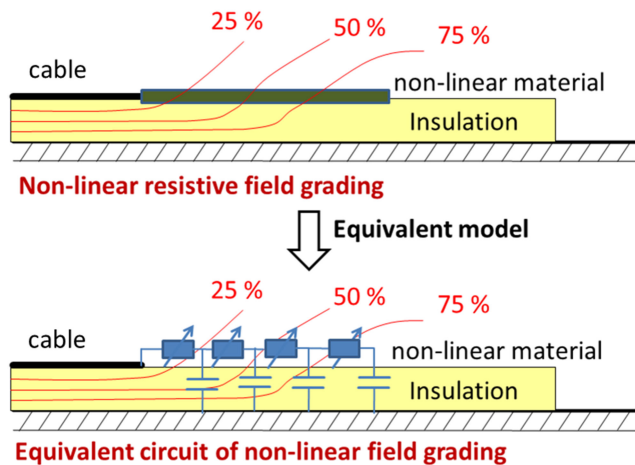 25 % 50 % 75 %
cable
non-linear material
Insulation
Non-linear resistive field grading
Equivalent model
25 % 50 % 75 %
cable
non-linear material
Insulation
Equivalent circuit of non-linear field grading